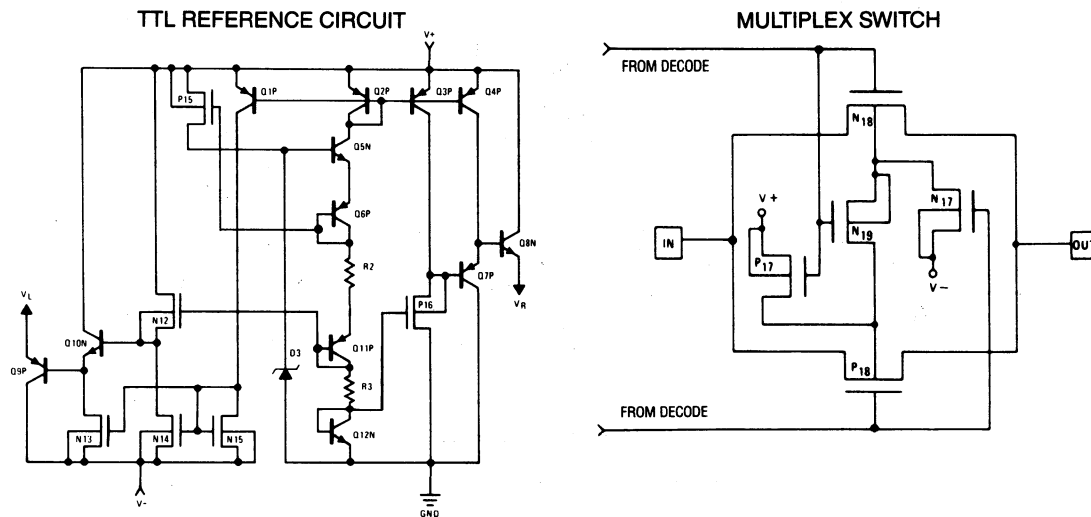 TTL REFERENCE CIRCUIT
V+
P15
Q1P
Q2P
Q3P
Q4P
Q5N
Q6P
R2
Q8N
Q7P
VR
VL
N12
P16
Q10N
Q11P
D3
Q9P
R3
N13
N14
N15
Q12N
V-
GND
MULTIPLEX SWITCH
FROM DECODE
N18
N17
V+
N19
IN
OUT
P17
V-
P18
FROM DECODE